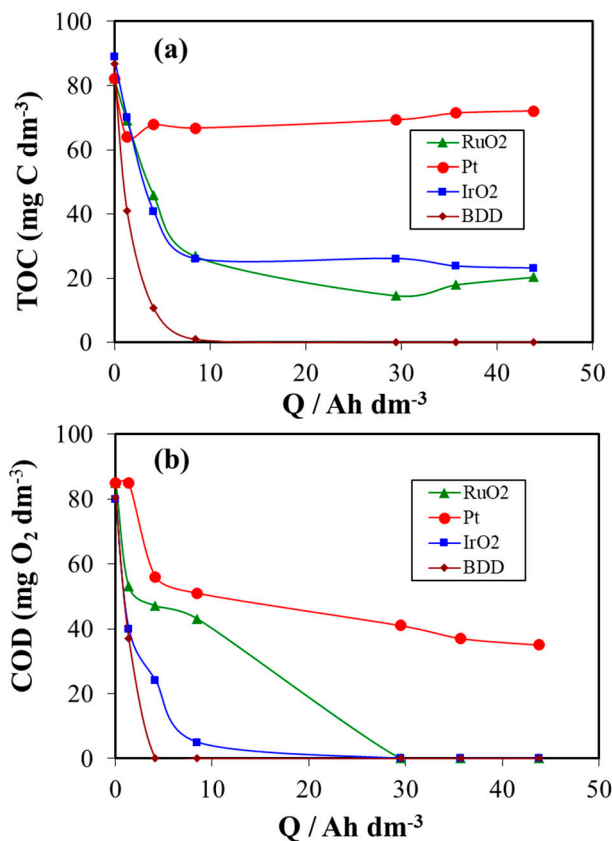 (a)
TOC (mg C dm-3)
100
80
60
40
20
0
RuO2
Pt
IrO2
BDD
0 10 20 30 40 50
Q / Ah dm-3
(b)
COD (mg O2 dm-3)
100
80
60
40
20
0
RuO2
Pt
IrO2
BDD
0 10 20 30 40 50
Q / Ah dm-3